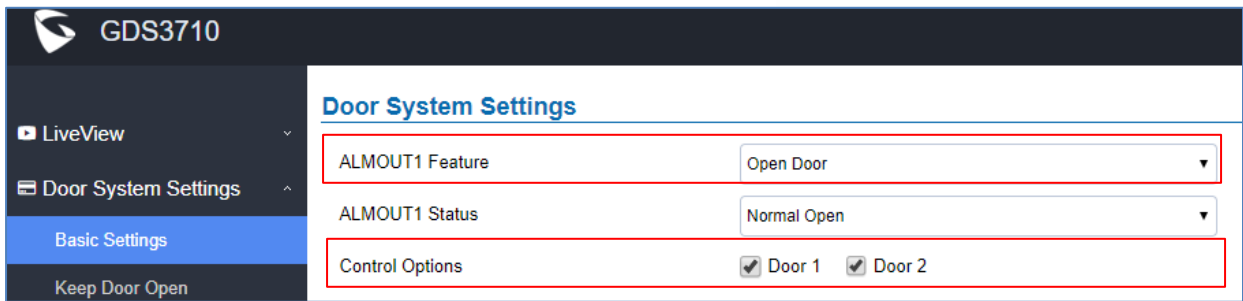 GDS3710
LiveView
Door System Settings
Basic Settings
Keep Door Open
Door System Settings
ALMOUT1 Feature Open Door
ALMOUT1 Status Normal Open
Control Options Door 1 Door 2